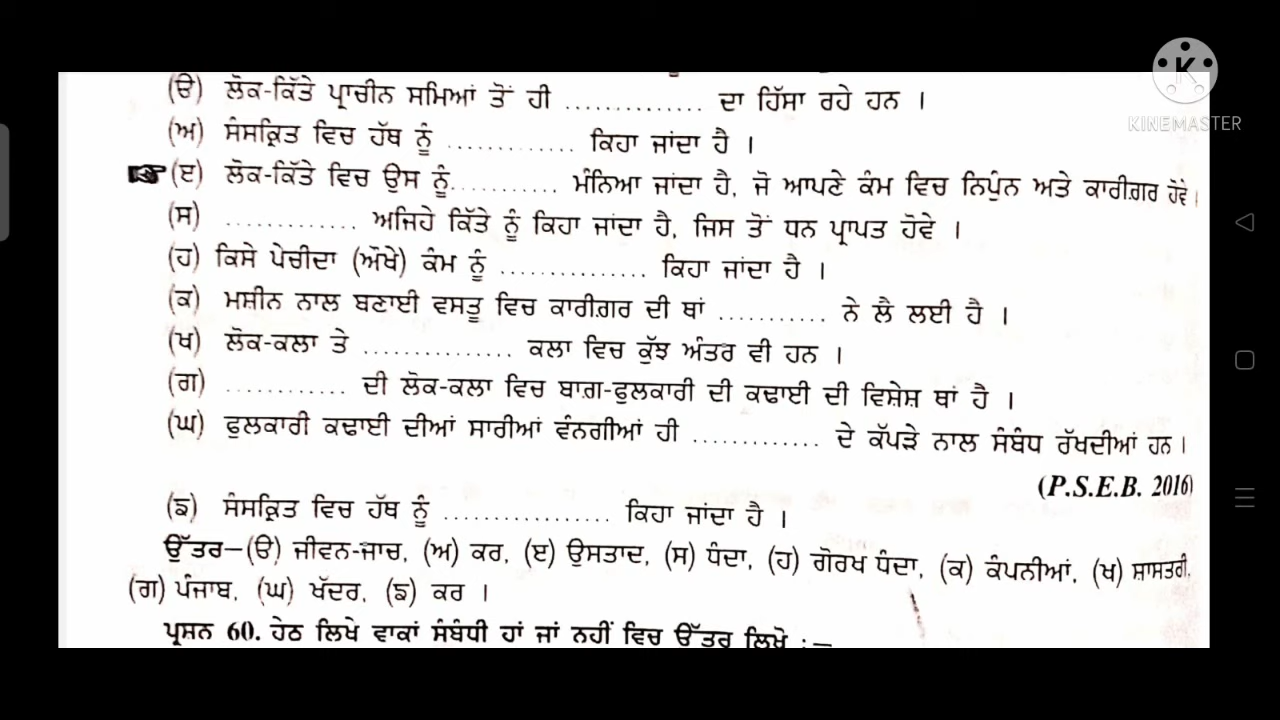 KINEMASTER
(ੳ) ਲੋਕ-ਕਿੱਤੇ ਪ੍ਰਾਚੀਨ ਸਮਿਆਂ ਤੋਂ ਹੀ .............. ਦਾ ਹਿੱਸਾ ਰਹੇ ਹਨ ।
(ਅ) ਸੰਸਕ੍ਰਿਤ ਵਿਚ ਹੱਥ ਨੂੰ ............. ਕਿਹਾ ਜਾਂਦਾ ਹੈ ।
(ੲ) ਲੋਕ-ਕਿੱਤੇ ਵਿਚ ਉਸ ਨੂੰ........... ਮੰਨਿਆ ਜਾਂਦਾ ਹੈ, ਜੋ ਆਪਣੇ ਕੰਮ ਵਿਚ ਨਿਪੁੰਨ ਅਤੇ ਕਾਰੀਗਰ ਹੋਵੇ ।
(ਸ) ............. ਅਜਿਹੇ ਕਿੱਤੇ ਨੂੰ ਕਿਹਾ ਜਾਂਦਾ ਹੈ, ਜਿਸ ਤੋਂ ਧਨ ਪ੍ਰਾਪਤ ਹੋਵੇ ।
(ਹ) ਕਿਸੇ ਪੇਚੀਦਾ (ਔਖੇ) ਕੰਮ ਨੂੰ ............... ਕਿਹਾ ਜਾਂਦਾ ਹੈ ।
(ਕ) ਮਸ਼ੀਨ ਨਾਲ ਬਣਾਈ ਵਸਤੂ ਵਿਚ ਕਾਰੀਗਰ ਦੀ ਥਾਂ ........... ਨੇ ਲੈ ਲਈ ਹੈ ।
(ਖ) ਲੋਕ-ਕਲਾ ਤੇ ............... ਕਲਾ ਵਿਚ ਕੁੱਝ ਅੰਤਰ ਵੀ ਹਨ ।
(ਗ) ............ ਦੀ ਲੋਕ-ਕਲਾ ਵਿਚ ਬਾਗ਼-ਫੁਲਕਾਰੀ ਦੀ ਕਢਾਈ ਦੀ ਵਿਸ਼ੇਸ਼ ਥਾਂ ਹੈ ।
(ਘ) ਫੁਲਕਾਰੀ ਕਢਾਈ ਦੀਆਂ ਸਾਰੀਆਂ ਵੰਨਗੀਆਂ ਹੀ ............. ਦੇ ਕੱਪੜੇ ਨਾਲ ਸੰਬੰਧ ਰੱਖਦੀਆਂ ਹਨ ।
(P.S.E.B. 2016)
(ਙ) ਸੰਸਕ੍ਰਿਤ ਵਿਚ ਹੱਥ ਨੂੰ ................. ਕਿਹਾ ਜਾਂਦਾ ਹੈ ।
ਉੱਤਰ—(ੳ) ਜੀਵਨ-ਜਾਚ, (ਅ) ਕਰ, (ੲ) ਉਸਤਾਦ, (ਸ) ਧੰਦਾ, (ਹ) ਗੋਰਖ ਧੰਦਾ, (ਕ) ਕੰਪਨੀਆਂ, (ਖ) ਸ਼ਾਸਤਰੀ,
(ਗ) ਪੰਜਾਬ, (ਘ) ਖੱਦਰ, (ਙ) ਕਰ ।
ਪ੍ਰਸ਼ਨ 60. ਹੇਠ ਲਿਖੇ ਵਾਕਾਂ ਸੰਬੰਧੀ ਹਾਂ ਜਾਂ ਨਹੀਂ ਵਿਚ ਉੱਤਰ ਲਿਖੋ :—